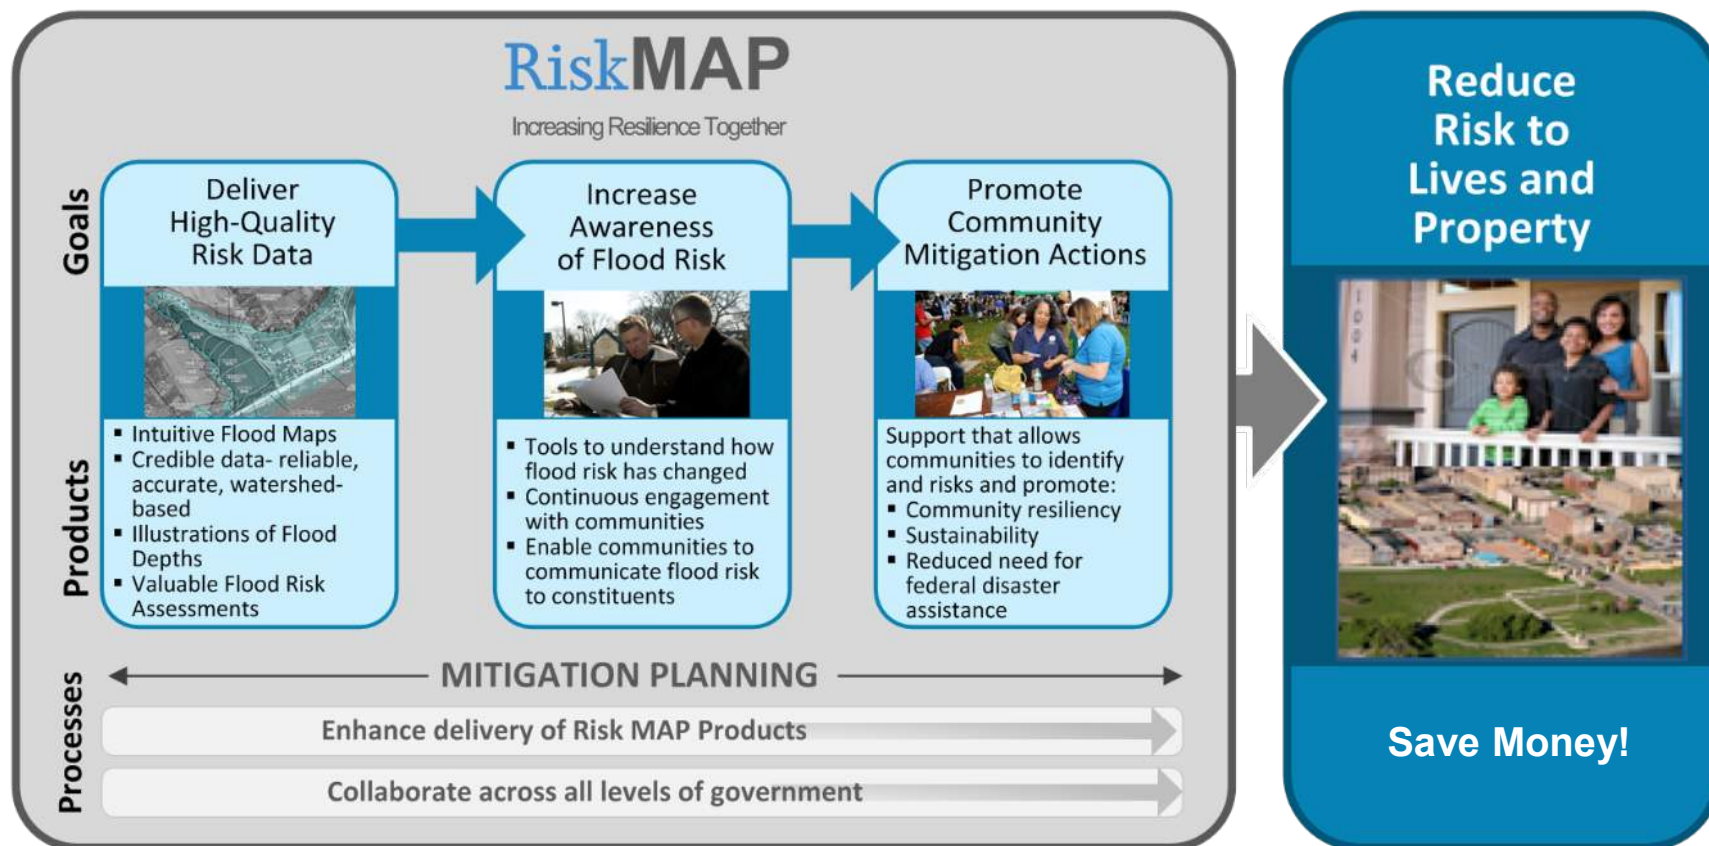 RiskMAP
Increasing Resilience Together
Goals
Deliver
High-Quality
Risk Data
Increase
Awareness
of Flood Risk
Promote
Community
Mitigation Actions
Products
▪ Intuitive Flood Maps
▪ Credible data- reliable,
accurate, watershed-
based
▪ Illustrations of Flood
Depths
▪ Valuable Flood Risk
Assessments
▪ Tools to understand how
flood risk has changed
▪ Continuous engagement
with communities
▪ Enable communities to
communicate flood risk
to constituents
Support that allows
communities to identify
and risks and promote:
▪ Community resiliency
▪ Sustainability
▪ Reduced need for
federal disaster
assistance
Processes
MITIGATION PLANNING
Enhance delivery of Risk MAP Products
Collaborate across all levels of government
Reduce
Risk to
Lives and
Property
1004
Save Money!